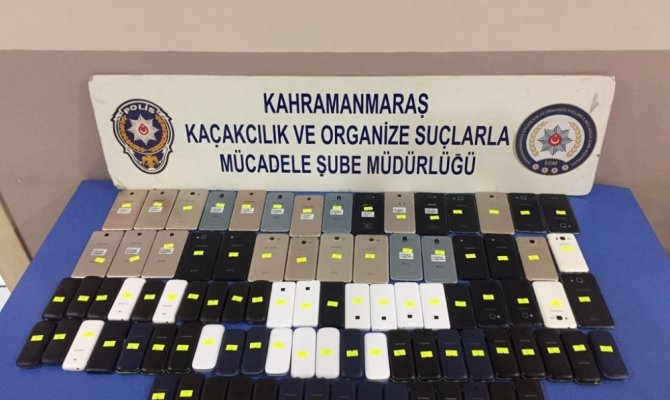 KAHRAMANMARAŞ
KAÇAKCILIK VE ORGANİZE SUÇLARLA
MÜCADELE ŞUBE MÜDÜRLÜĞÜ
POLİS
EGM